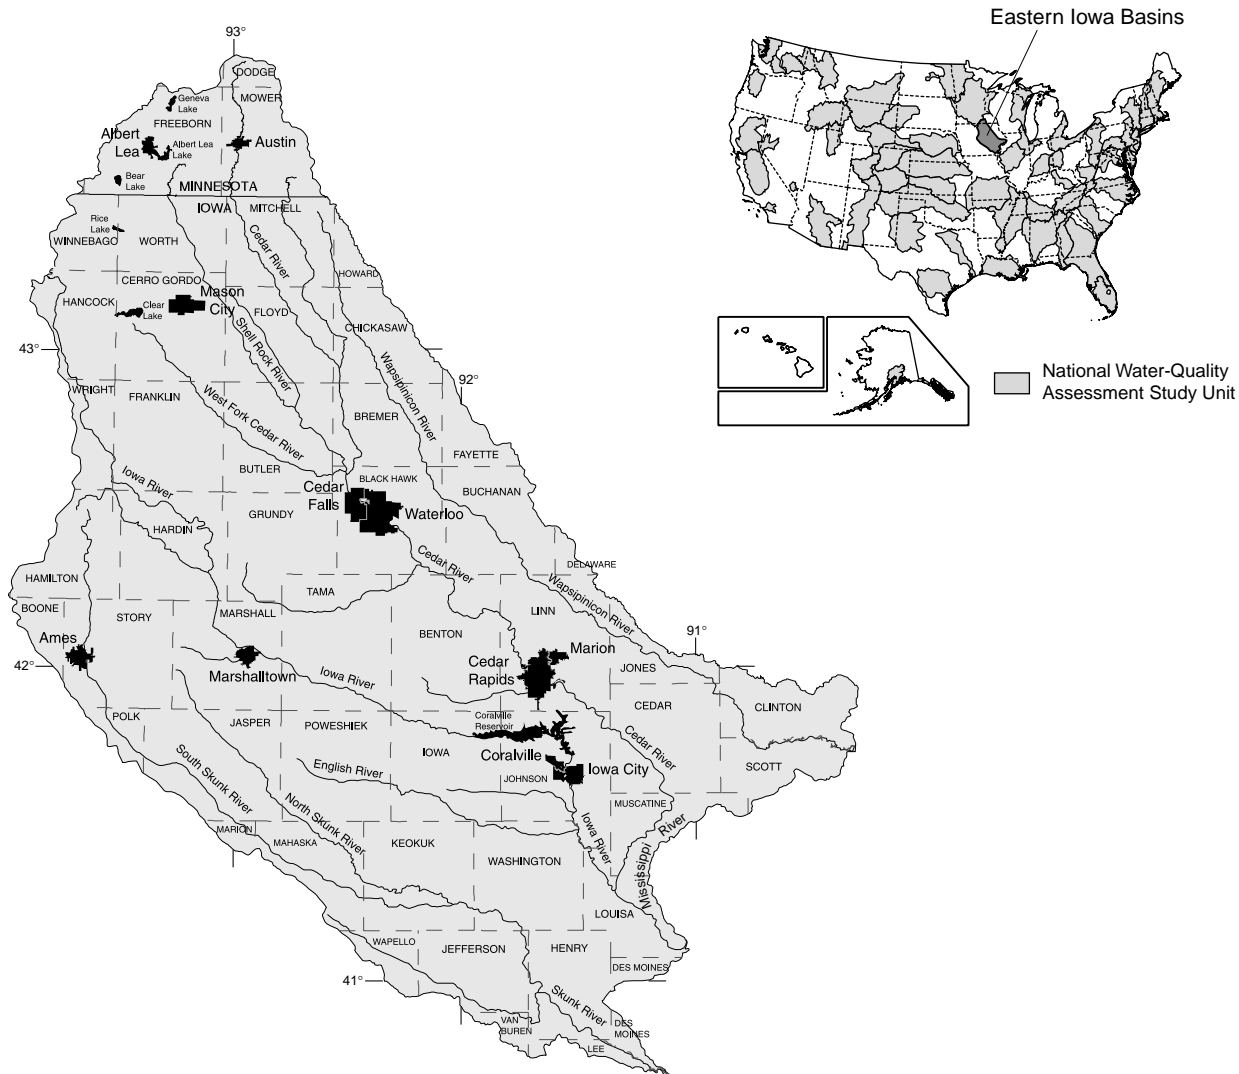 Eastern Iowa Basins
93°
DODGE
MOWER
Geneva
Lake
FREEBORN
Albert
Lea
Albert Lea
Lake
Austin
Bear
Lake
MINNESOTA
IOWA
MITCHELL
Rice
Lake
WINNEBAGO
WORTH
Cedar River
HOWARD
CERRO GORDO
Mason
City
HANCOCK
Clear
Lake
FLOYD
CHICKASAW
Shell Rock River
43°
92°
Wapsipinicon River
WRIGHT
FRANKLIN
West Fork Cedar River
BREMER
FAYETTE
BUTLER
BLACK HAWK
BUCHANAN
Iowa River
Cedar
Falls
Waterloo
GRUNDY
HARDIN
Cedar River
DELAWARE
Wapsipinicon River
HAMILTON
TAMA
BOONE
STORY
MARSHALL
LINN
BENTON
91°
Ames
42°
Marshalltown
Iowa River
Cedar
Rapids
Marion
JONES
CEDAR
CLINTON
POLK
JASPER
POWESHIEK
Coralville
Reservoir
IOWA
Coralville
Cedar River
SCOTT
South Skunk River
English River
JOHNSON
Iowa City
North Skunk River
MUSCATINE
Iowa River
Mississippi River
MARION
MAHASKA
KEOKUK
WASHINGTON
LOUISA
WAPELLO
JEFFERSON
HENRY
DES MOINES
41°
Skunk River
VAN
BUREN
DES
MOINES
LEE
National Water-Quality
Assessment Study Unit